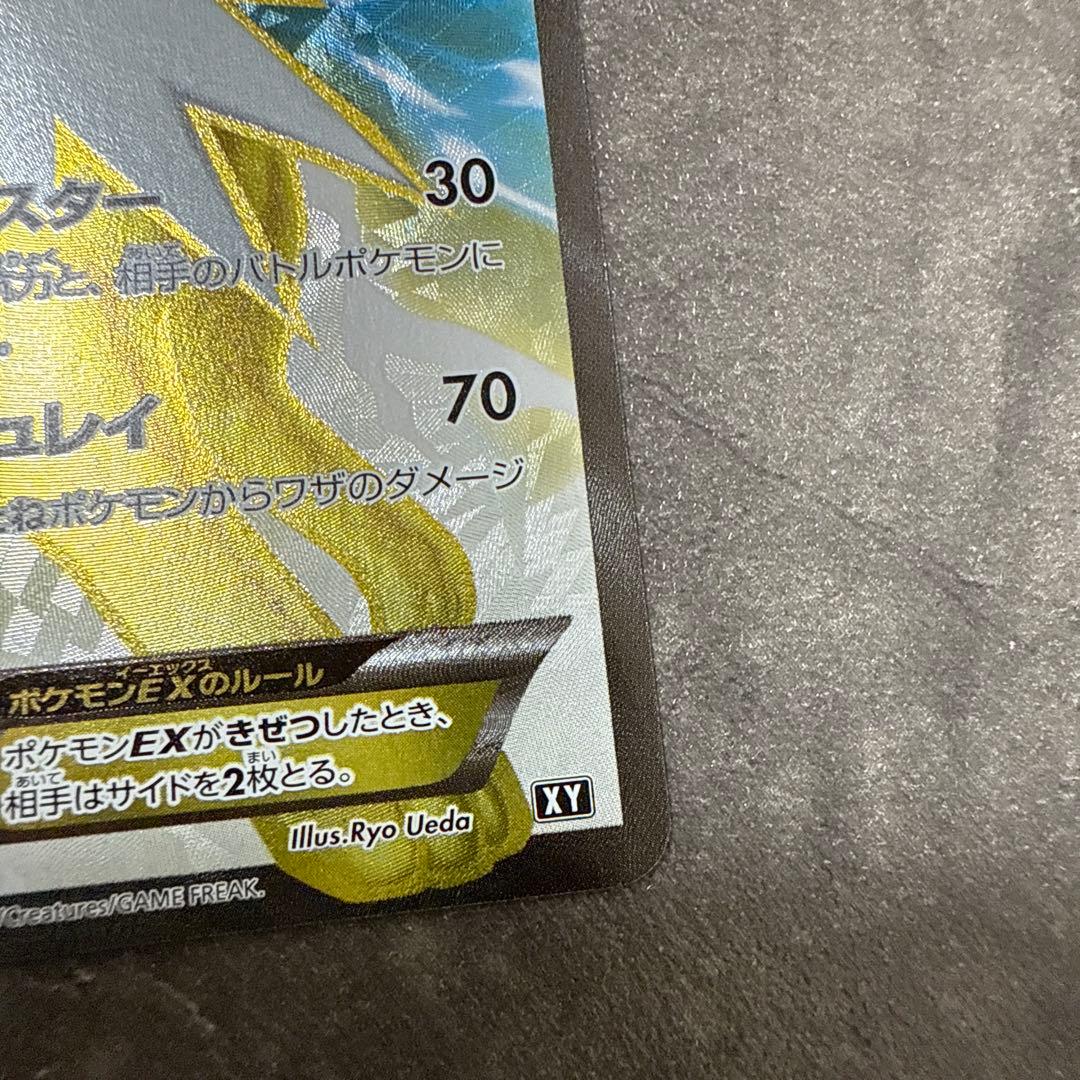 スター 30
と、相手のバトルポケモンに
ュレイ 70
ねポケモンからワザのダメージ
イーエックス
ポケモンEXのルール
ポケモンEXがきぜつしたとき、
あいて まい
相手はサイドを2枚とる。
XY
Illus.Ryo Ueda
/Creatures/GAME FREAK.